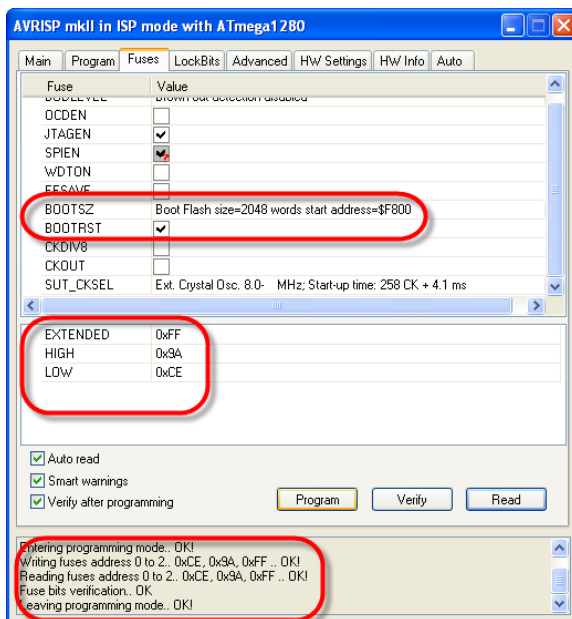 AVRISP mkII in ISP mode with ATmega1280
Main Program Fuses LockBits Advanced HW Settings HW Info Auto
Fuse Value
BODLEVEL Brown-out detection disabled
OCDEN
JTAGEN
SPIEN
WDTON
EESAVE
BOOTSZ Boot Flash size=2048 words start address=$F800
BOOTRST
CKDIV8
CKOUT
SUT_CKSEL Ext. Crystal Osc. 8.0- MHz; Start-up time: 258 CK + 4.1 ms
EXTENDED 0xFF
HIGH 0x9A
LOW 0xCE
Auto read
Smart warnings
Verify after programming
Program Verify Read
Entering programming mode.. OK!
Writing fuses address 0 to 2.. 0xCE, 0x9A, 0xFF .. OK!
Reading fuses address 0 to 2.. 0xCE, 0x9A, 0xFF .. OK!
Fuse bits verification.. OK
Leaving programming mode.. OK!